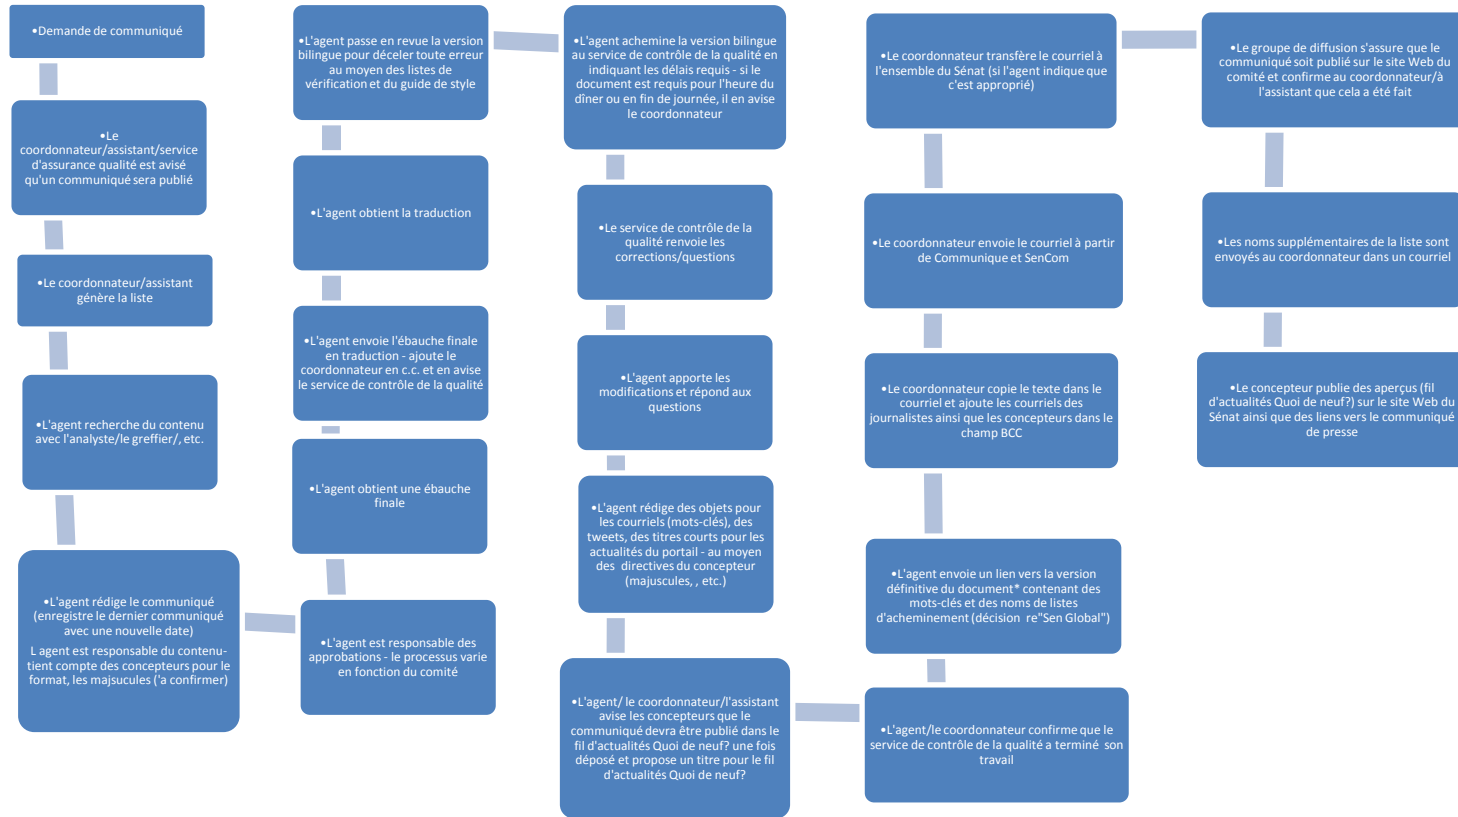 •Demande de communiqué
•Le
coordonnateur/assistant/service
d'assurance qualité est avisé
qu'un communiqué sera publié
•Le coordonnateur/assistant
génère la liste
•L'agent recherche du contenu
avec l'analyste/le greffier/, etc.
•L'agent rédige le communiqué
(enregistre le dernier communiqué
avec une nouvelle date)
L agent est responsable du contenu-
tient compte des concepteurs pour le
format, les majsucules ('a confirmer)
•L'agent est responsable des
approbations - le processus varie
en fonction du comité
•L'agent obtient une ébauche
finale
•L'agent envoie l'ébauche finale
en traduction - ajoute le
coordonnateur en c.c. et en avise
le service de contrôle de la qualité
•L'agent obtient la traduction
•L'agent passe en revue la version
bilingue pour déceler toute erreur
au moyen des listes de
vérification et du guide de style
•L'agent achemine la version bilingue
au service de contrôle de la qualité en
indiquant les délais requis - si le
document est requis pour l'heure du
dîner ou en fin de journée, il en avise
le coordonnateur
•Le service de contrôle de la
qualité renvoie les
corrections/questions
•L'agent apporte les
modifications et répond aux
questions
•L'agent rédige des objets pour
les courriels (mots-clés), des
tweets, des titres courts pour les
actualités du portail - au moyen
des  directives du concepteur
(majuscules, , etc.)
•L'agent/ le coordonnateur/l'assistant
avise les concepteurs que le
communiqué devra être publié dans le
fil d'actualités Quoi de neuf? une fois
déposé et propose un titre pour le fil
d'actualités Quoi de neuf?
•L'agent/le coordonnateur confirme que le
service de contrôle de la qualité a terminé  son
travail
•L'agent envoie un lien vers la version
définitive du document* contenant des
mots-clés et des noms de listes
d'acheminement (décision  re"Sen Global")
•Le coordonnateur copie le texte dans le
courriel et ajoute les courriels des
journalistes ainsi que les concepteurs dans le
champ BCC
•Le coordonnateur envoie le courriel à partir
de Communique et SenCom
•Le coordonnateur transfère le courriel à
l'ensemble du Sénat (si l'agent indique que
c'est approprié)
•Le groupe de diffusion s'assure que le
communiqué soit publié sur le site Web du
comité et confirme au coordonnateur/à
l'assistant que cela a été fait
•Les noms supplémentaires de la liste sont
envoyés au coordonnateur dans un courriel
•Le concepteur publie des aperçus (fil
d'actualités Quoi de neuf?) sur le site Web du
Sénat ainsi que des liens vers le communiqué
de presse